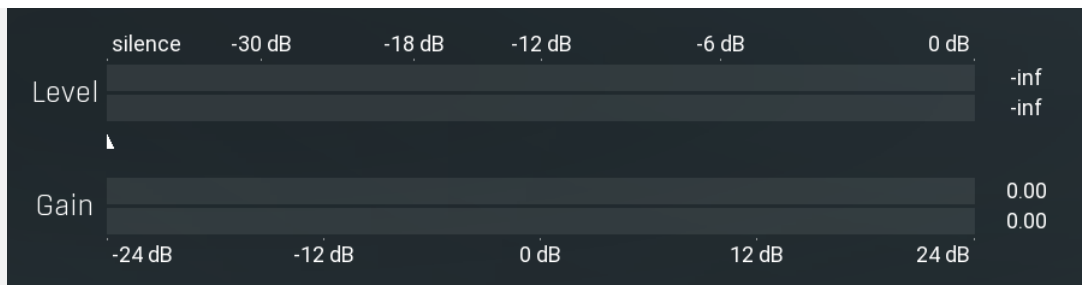 silence -30 dB -18 dB -12 dB -6 dB 0 dB
Level
-inf
-inf
Gain
0.00
0.00
-24 dB -12 dB 0 dB 12 dB 24 dB